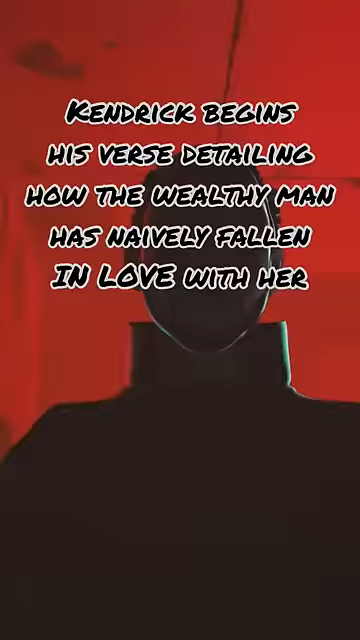 Kendrick begins
his verse detailing
how the wealthy man
has naively fallen
IN LOVE with her